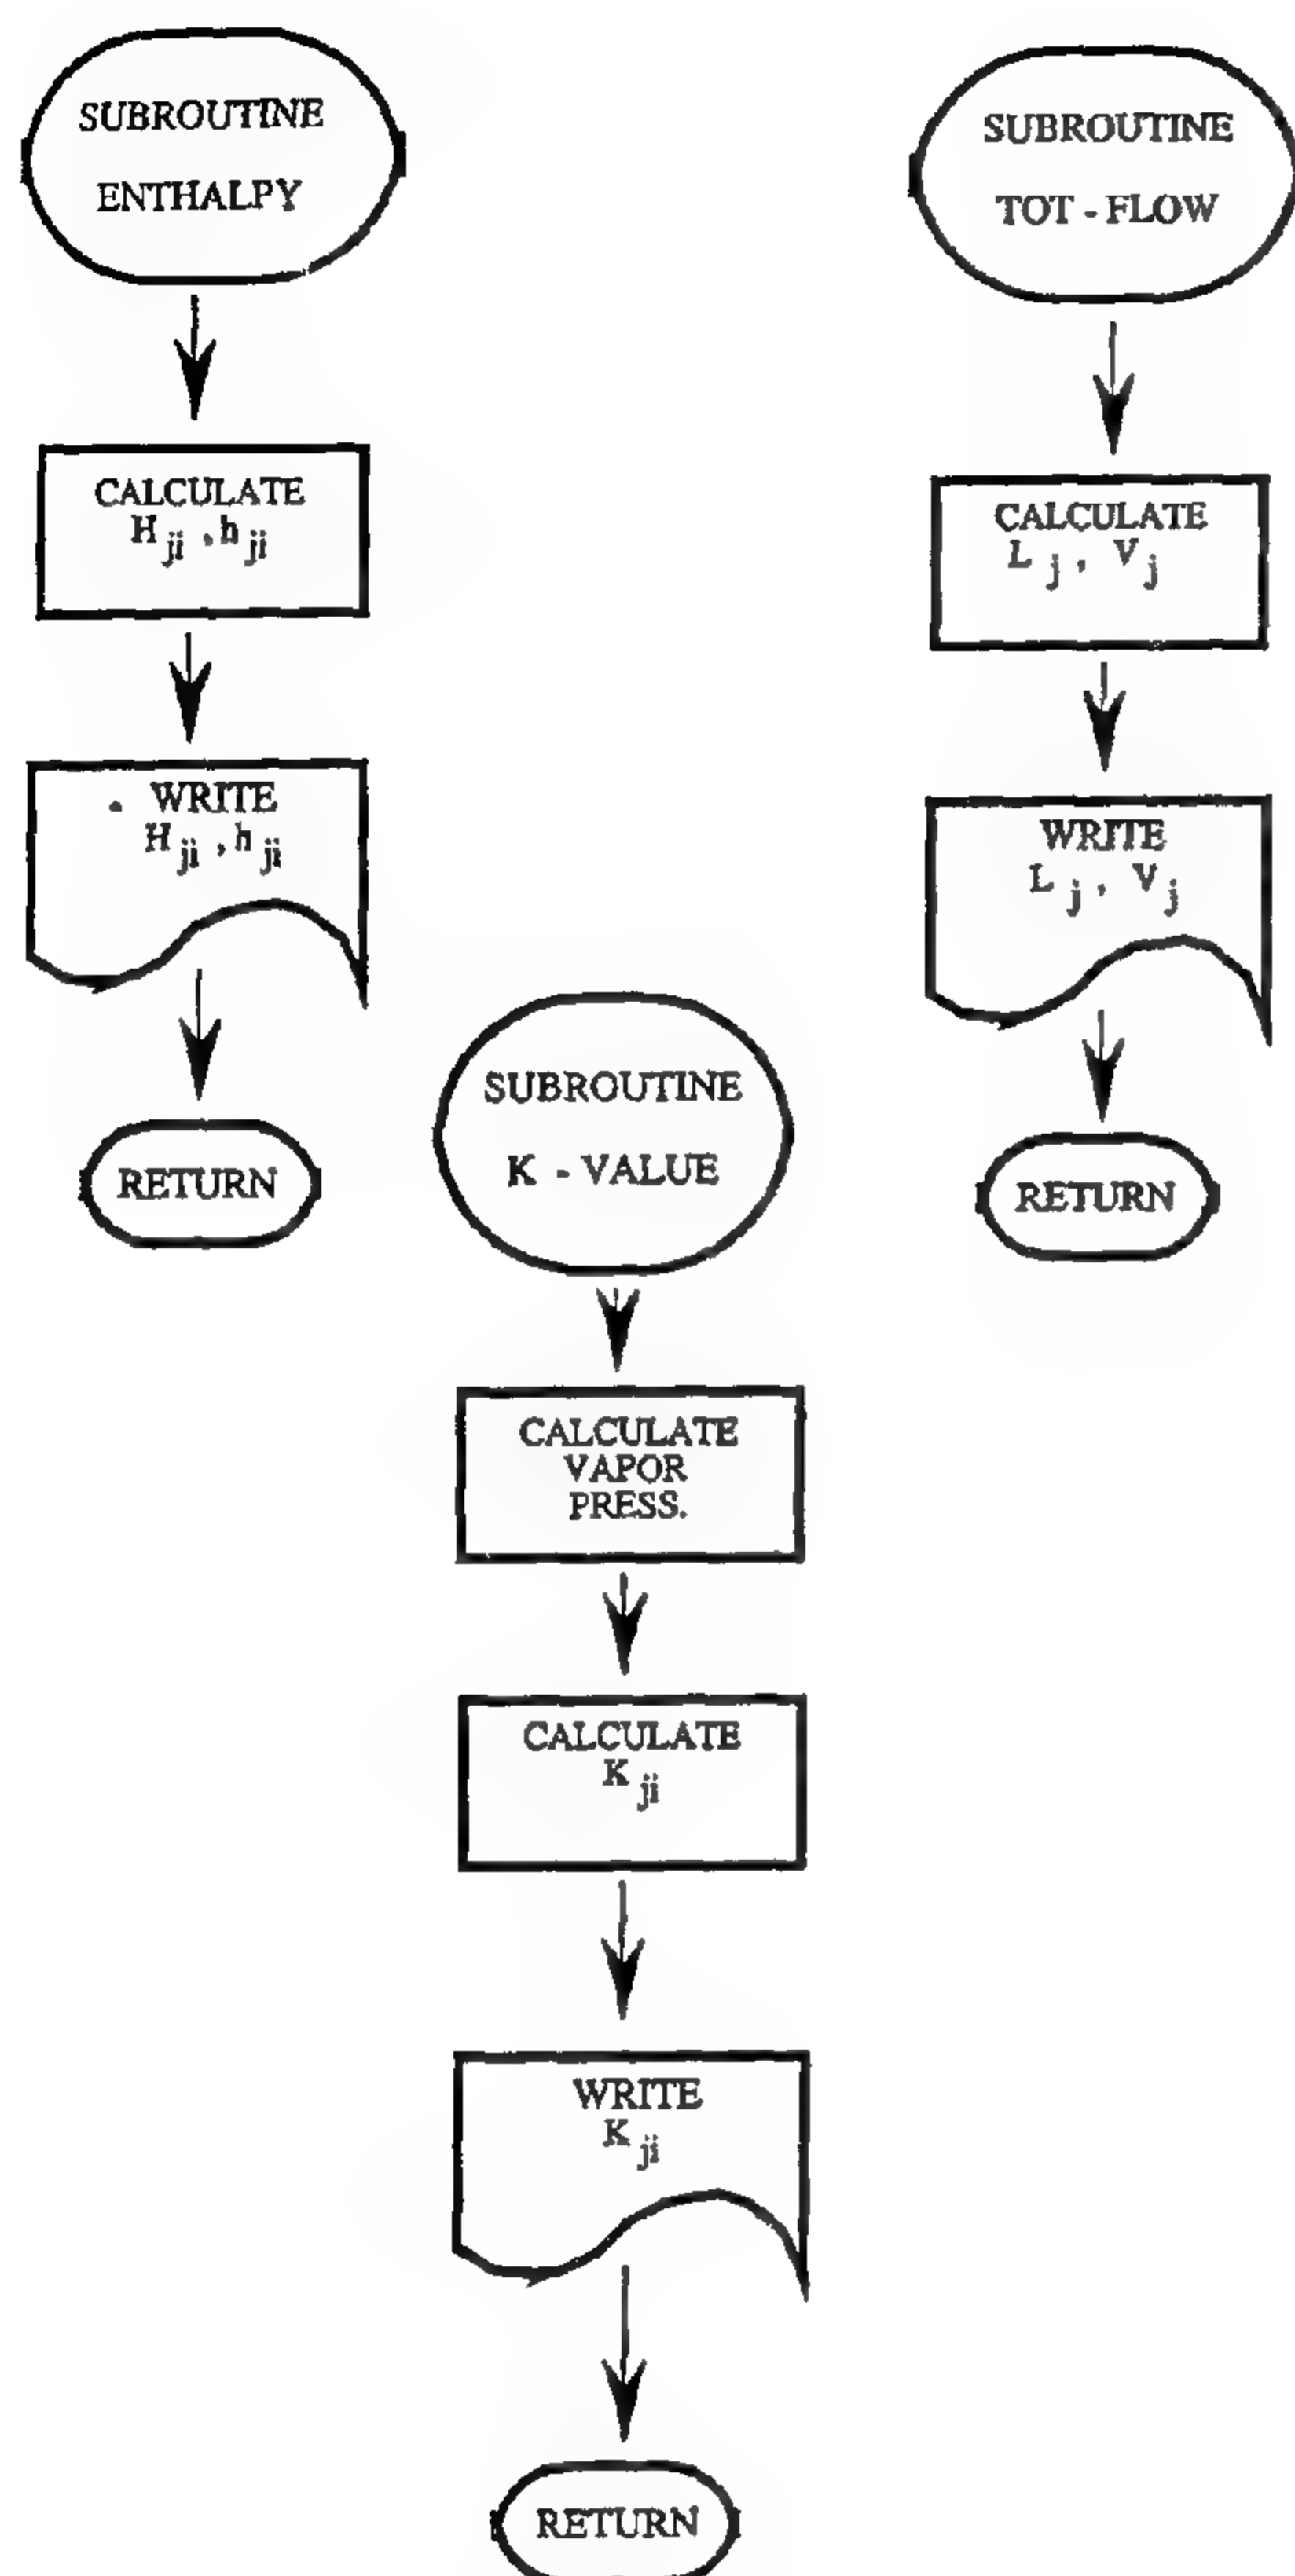 SUBROUTINE
ENTHALPY
CALCULATE
H ji , h ji
WRITE
H ji , h ji
RETURN
SUBROUTINE
TOT - FLOW
CALCULATE
L j , V j
WRITE
L j , V j
RETURN
SUBROUTINE
K - VALUE
CALCULATE
VAPOR
PRESS.
CALCULATE
K ji
WRITE
K ji
RETURN